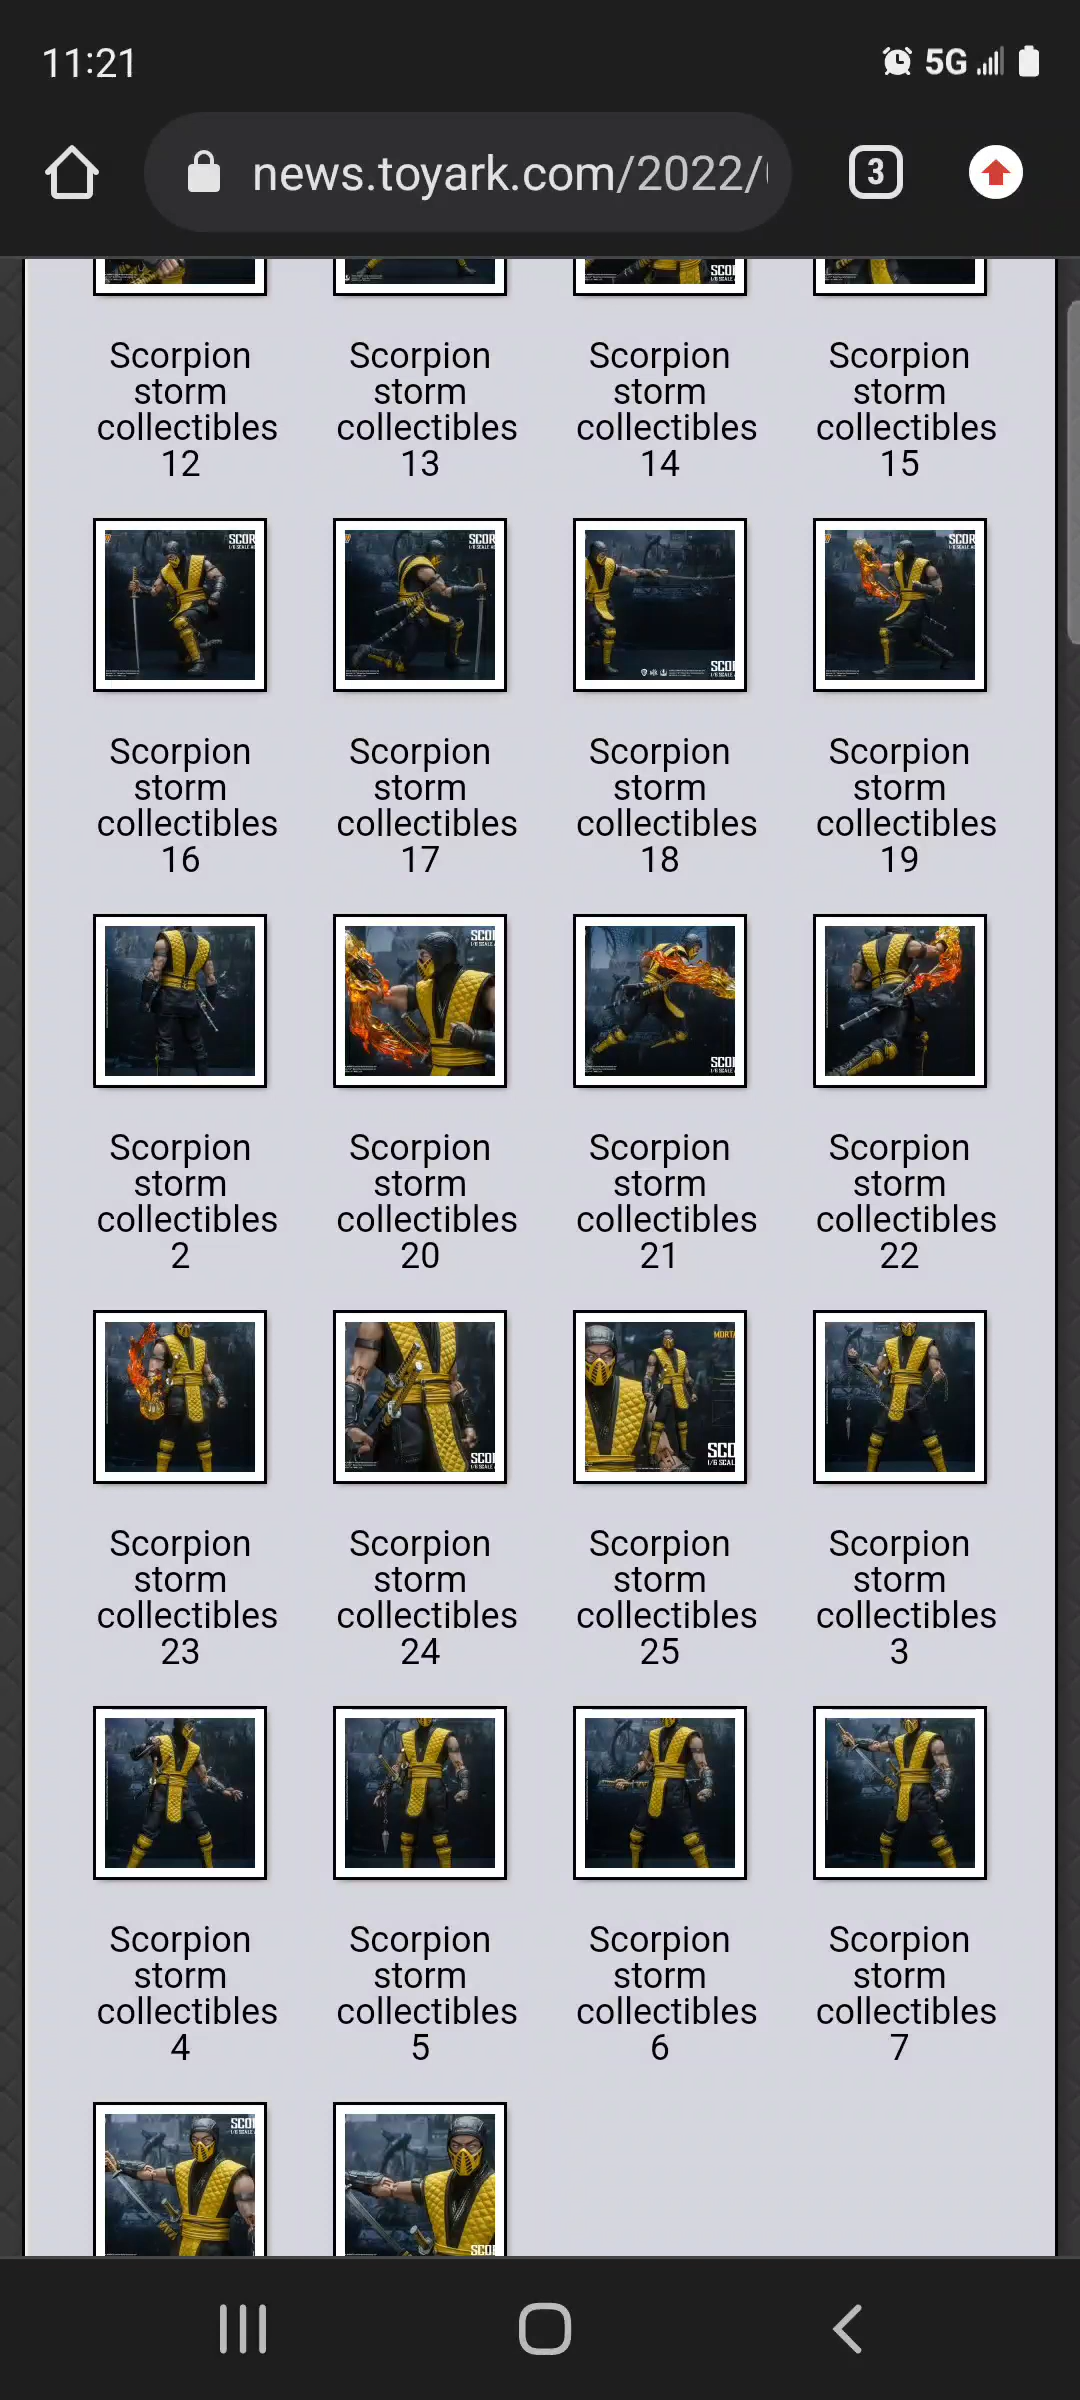 11:21
5G
news.toyark.com/2022/
3
Scorpion Scorpion Scorpion Scorpion
storm storm storm storm
collectibles collectibles collectibles collectibles
12 13 14 15
SCOR SCOR SCOR
Scorpion Scorpion Scorpion Scorpion
storm storm storm storm
collectibles collectibles collectibles collectibles
16 17 18 19
Scorpion Scorpion Scorpion Scorpion
storm storm storm storm
collectibles collectibles collectibles collectibles
2 20 21 22
MORTA
Scorpion Scorpion Scorpion Scorpion
storm storm storm storm
collectibles collectibles collectibles collectibles
23 24 25 3
Scorpion Scorpion Scorpion Scorpion
storm storm storm storm
collectibles collectibles collectibles collectibles
4 5 6 7